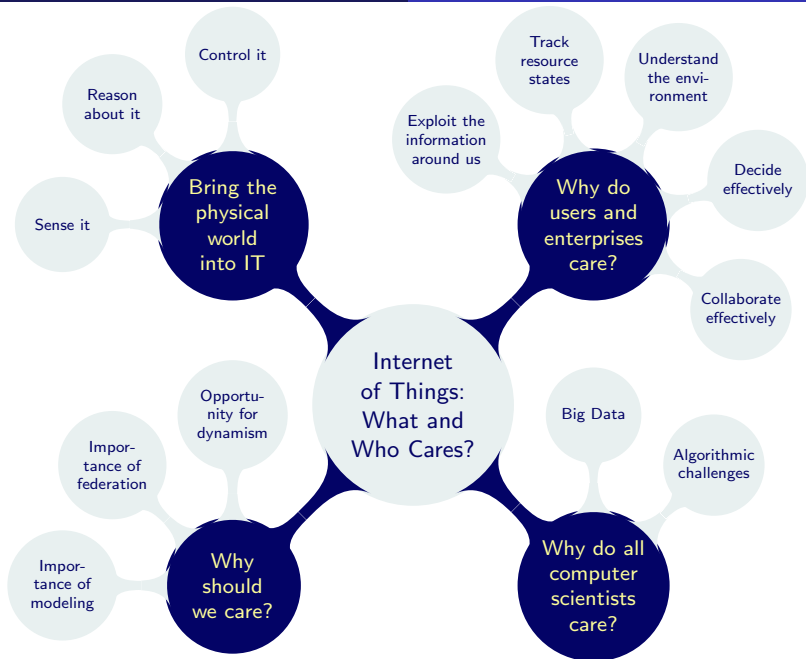 Internet
of Things:
What and
Who Cares?
Bring the
physical
world
into IT
Sense it
Reason
about it
Control it
Why do
users and
enterprises
care?
Exploit the
information
around us
Track
resource
states
Understand
the envi-
ronment
Decide
effectively
Collaborate
effectively
Why should
we care?
Impor-
tance of
modeling
Impor-
tance of
federation
Opportu-
nity for
dynamism
Why do all
computer
scientists
care?
Big Data
Algorithmic
challenges